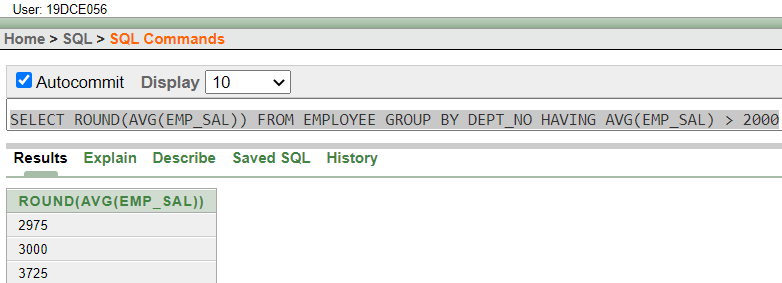 User: 19DCE056
Home > SQL > SQL Commands
Autocommit Display 10
SELECT ROUND(AVG(EMP_SAL)) FROM EMPLOYEE GROUP BY DEPT_NO HAVING AVG(EMP_SAL) > 2000
Results Explain Describe Saved SQL History
ROUND(AVG(EMP_SAL))
2975
3000
3725